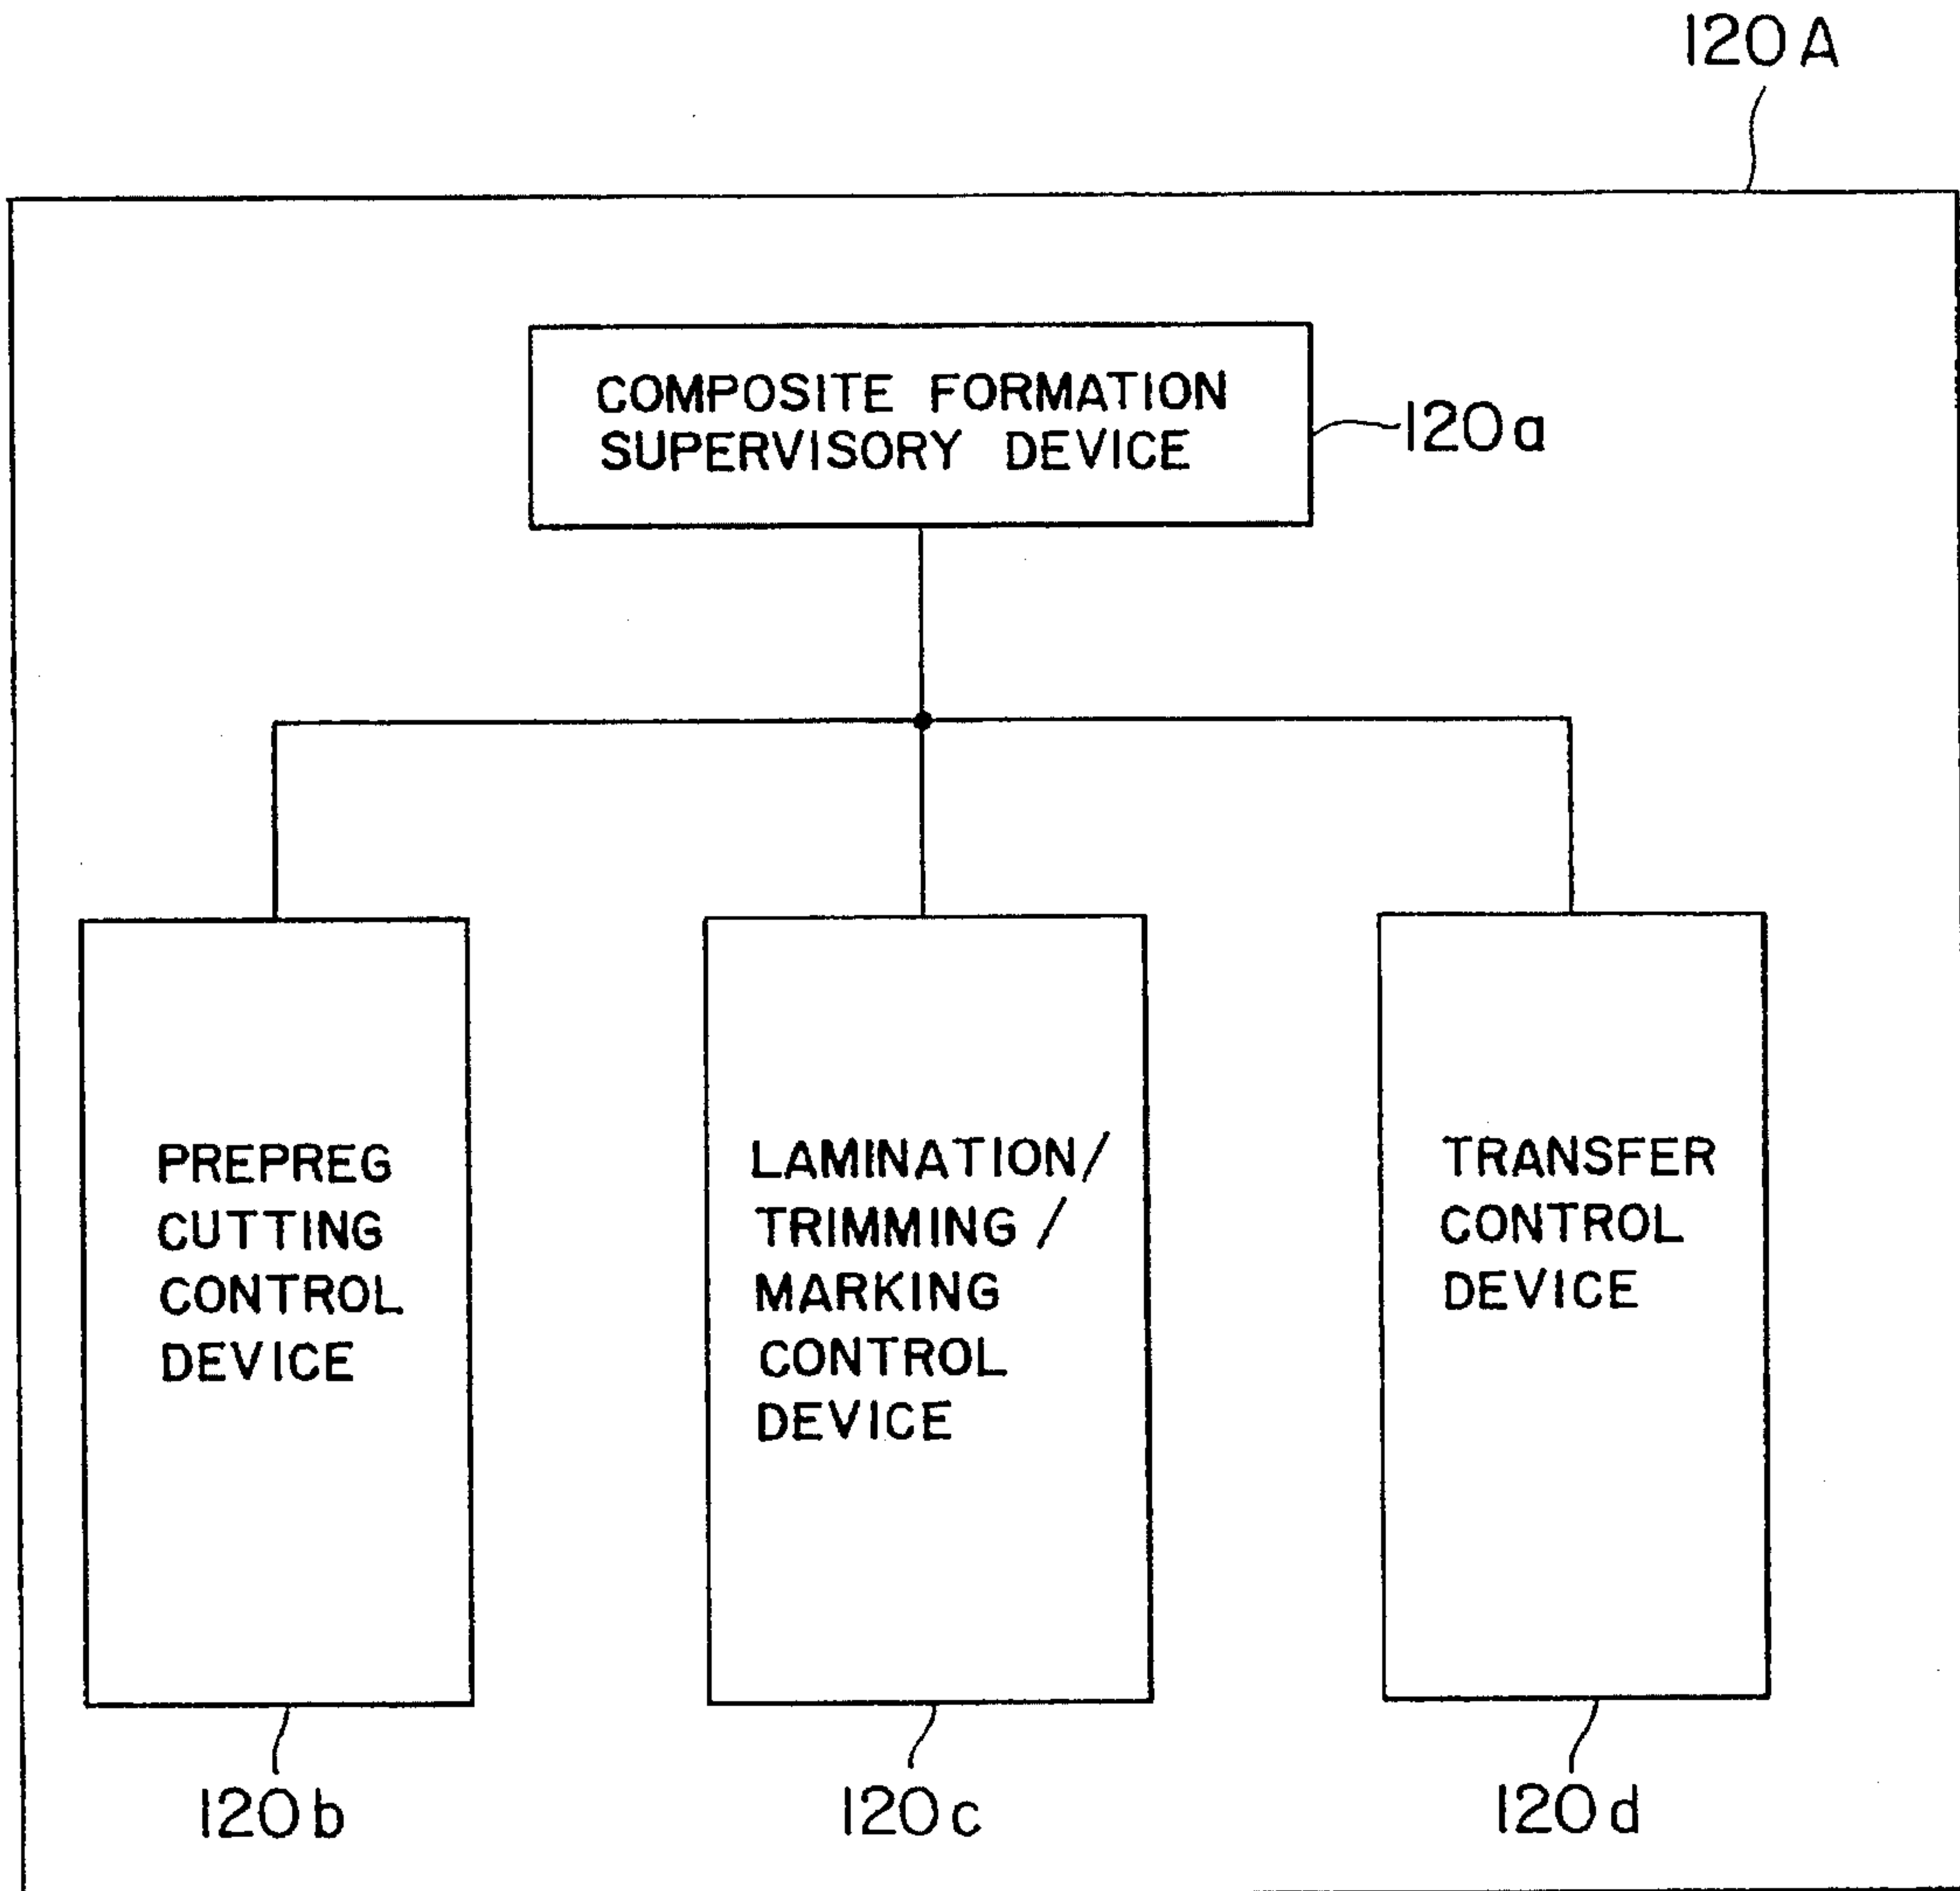 120A
COMPOSITE FORMATION
SUPERVISORY DEVICE
120a
PREPREG
CUTTING
CONTROL
DEVICE
LAMINATION/
TRIMMING/
MARKING
CONTROL
DEVICE
TRANSFER
CONTROL
DEVICE
120b
120c
120d